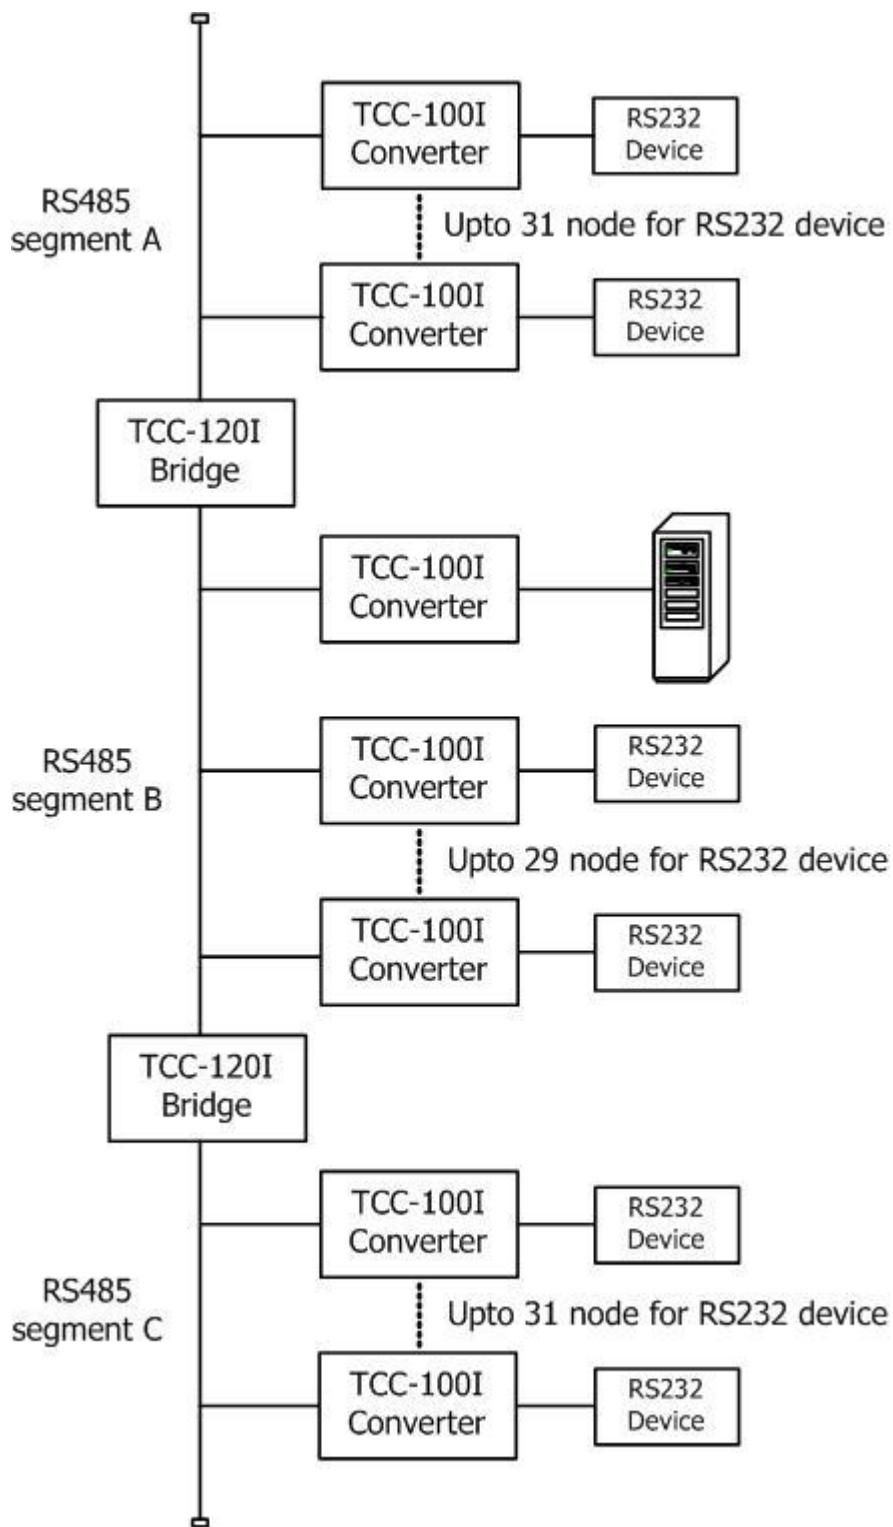 TCC-100I
Converter
RS232
Device
RS485
segment A
Upto 31 node for RS232 device
TCC-100I
Converter
RS232
Device
TCC-120I
Bridge
TCC-100I
Converter
TCC-100I
Converter
RS232
Device
RS485
segment B
Upto 29 node for RS232 device
TCC-100I
Converter
RS232
Device
TCC-120I
Bridge
TCC-100I
Converter
RS232
Device
RS485
segment C
Upto 31 node for RS232 device
TCC-100I
Converter
RS232
Device